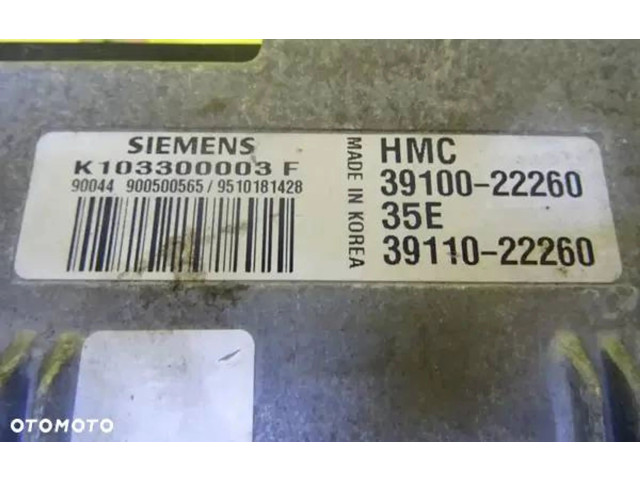 SIEMENS
K103300003 F
90044 900500565 / 9510181428
MADE IN KOREA
HMC
39100-22260
35E
39110-22260
OTOMOTO